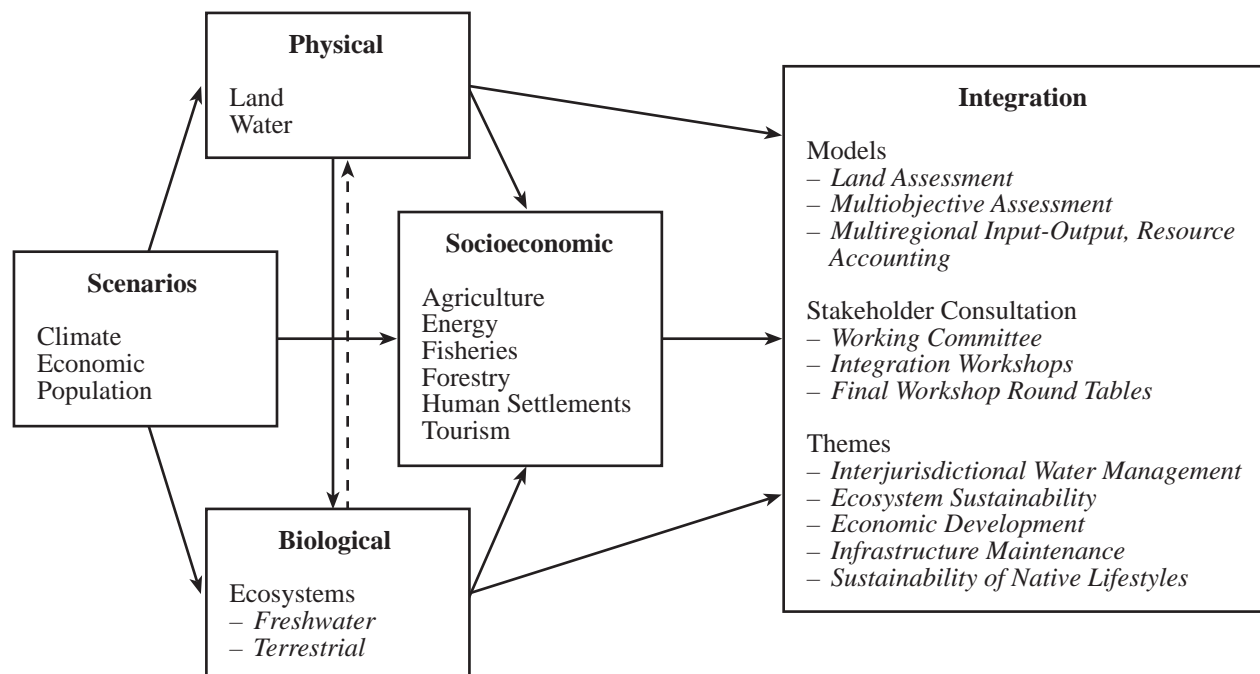 Physical
Land
Water
Scenarios
Climate
Economic
Population
Socioeconomic
Agriculture
Energy
Fisheries
Forestry
Human Settlements
Tourism
Biological
Ecosystems
– Freshwater
– Terrestrial
Integration
Models
– Land Assessment
– Multiobjective Assessment
– Multiregional Input-Output, Resource
Accounting
Stakeholder Consultation
– Working Committee
– Integration Workshops
– Final Workshop Round Tables
Themes
– Interjurisdictional Water Management
– Ecosystem Sustainability
– Economic Development
– Infrastructure Maintenance
– Sustainability of Native Lifestyles